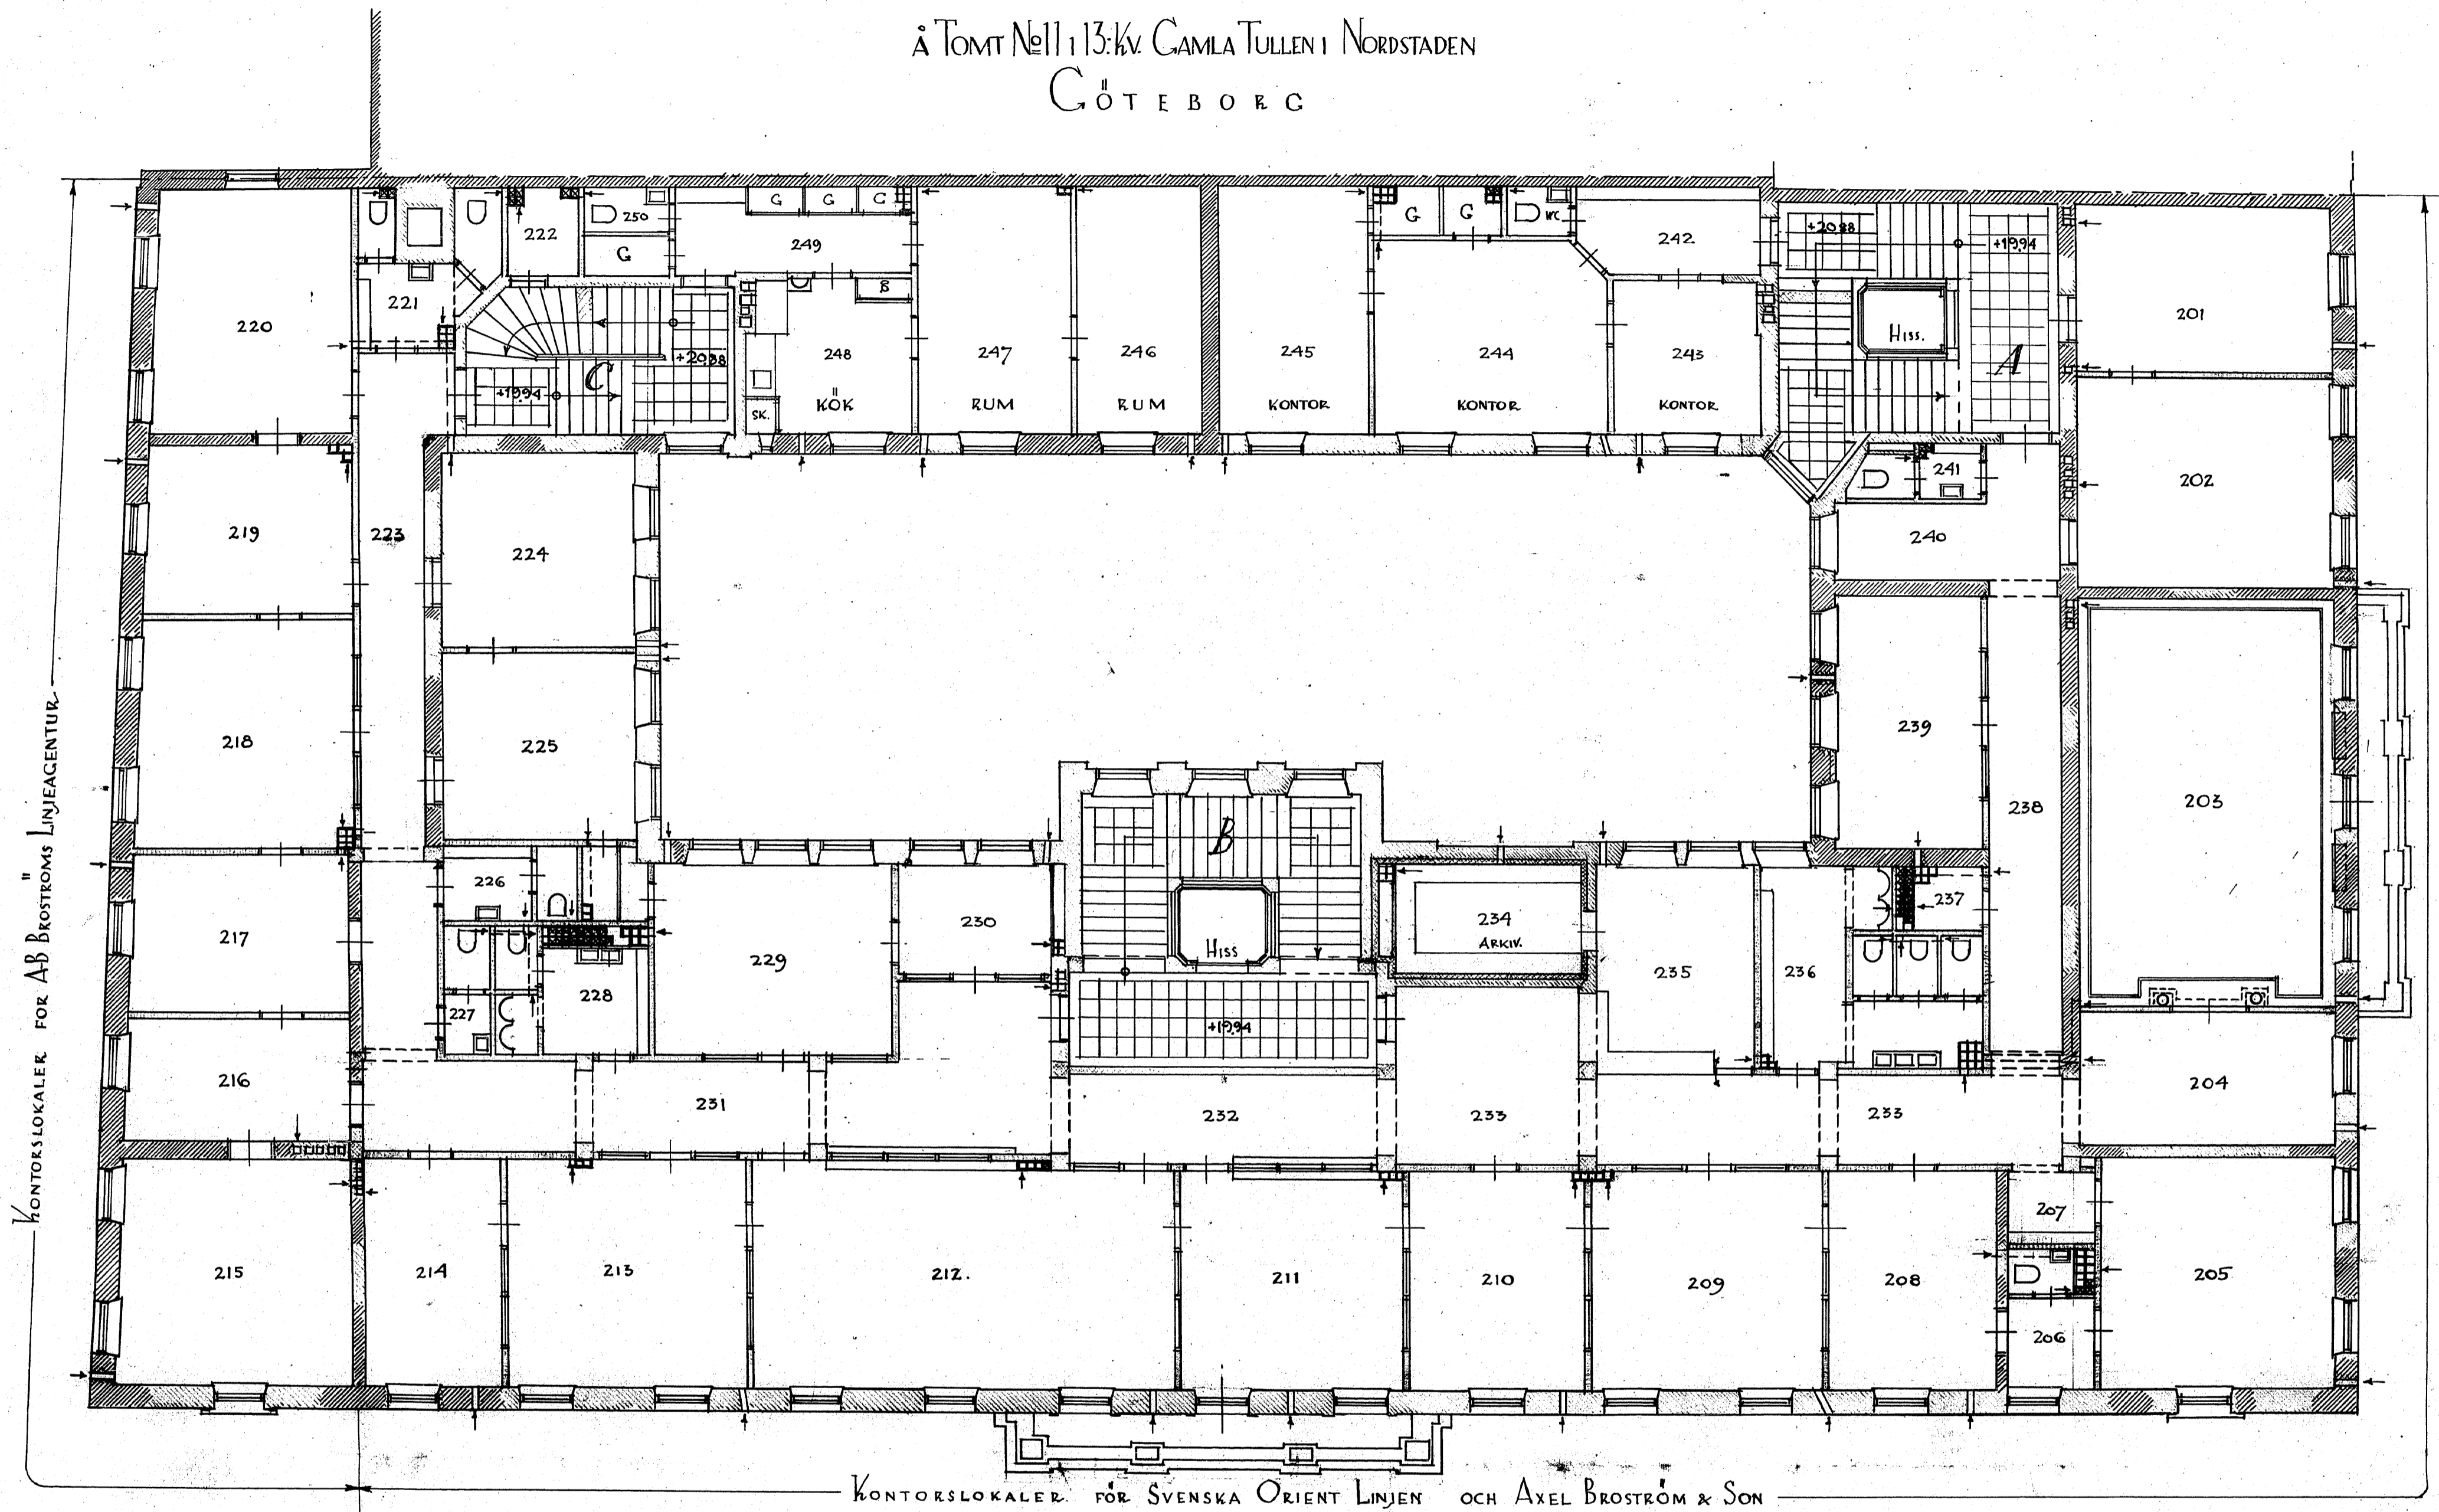 Å TOMT No 11 I 13:KV. GAMLA TULLEN I NORDSTADEN
GÖTEBORG
220
221
222
250
G
249
G
G
G
B
248
KÖK
SK.
247
RUM
246
RUM
245
KONTOR
G
G
WC
244
KONTOR
242
243
KONTOR
+20.88
+19.94
HISS.
A
201
+20.88
+19.94
C
219
223
224
241
240
202
218
225
239
238
203
217
226
227
228
229
230
B
HISS
+19.94
234
ARKIV.
235
236
237
216
231
232
233
233
204
215
214
213
212.
211
210
209
208
207
206
205
KONTORSLOKALER FÖR A-B BROSTRÖMS LINJEAGENTUR
KONTORSLOKALER. FÖR SVENSKA ORIENT LINJEN OCH AXEL BROSTRÖM & SON